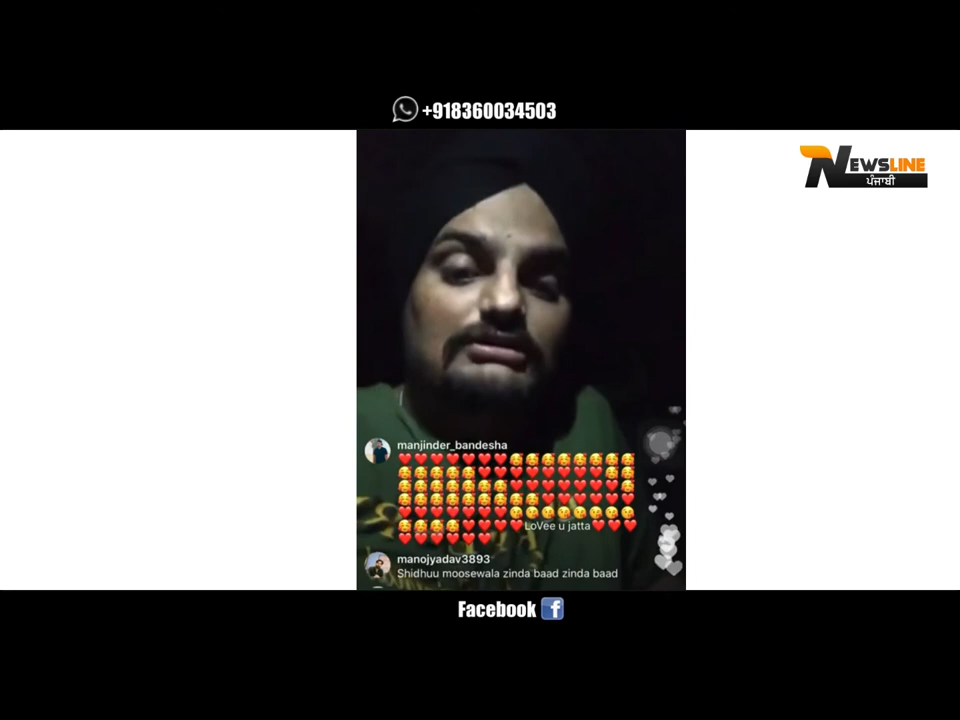 +918360034503
NEWSLINE
ਪੰਜਾਬੀ
manjinder_bandesha
LoVee u jatta
manojyadav3893
Shidhuu moosewala zinda baad zinda baad
Facebook